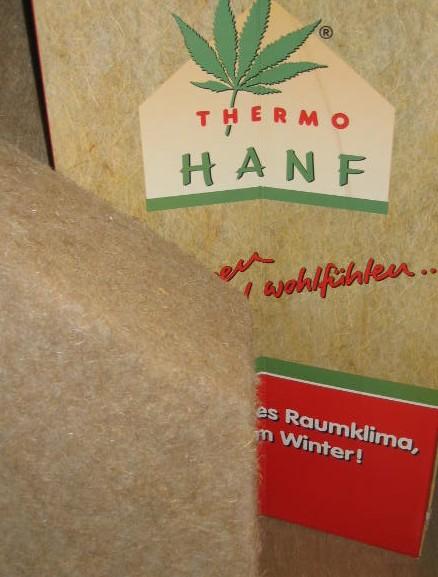 ®
THERMO
HANF
wohlfühlen...
es Raumklima,
m Winter!